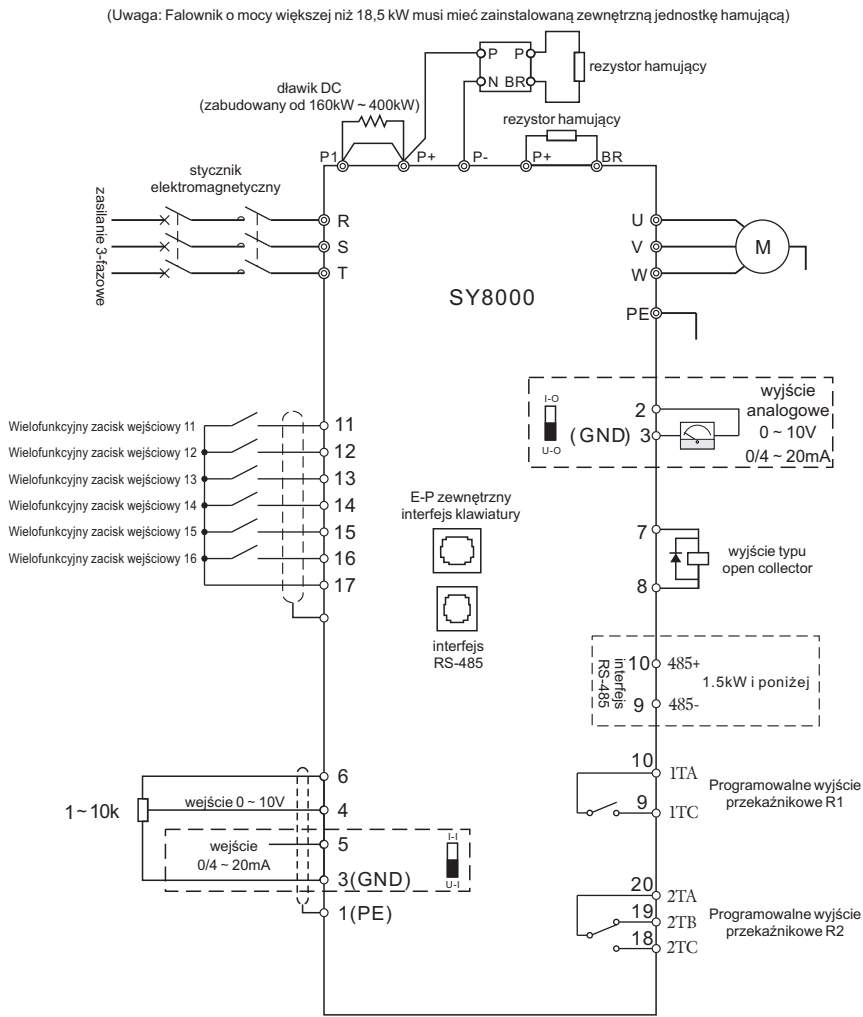 (Uwaga: Falownik o mocy większej niż 18,5 kW musi mieć zainstalowaną zewnętrzną jednostkę hamującą)
P P
N BR
rezystor hamujący
dławik DC
(zabudowany od 160kW ~ 400kW)
rezystor hamujący
P1 P+ P- P+ BR
stycznik
elektromagnetyczny
zasilanie 3-fazowe
R
S
T
U
V
W
M
PE
SY8000
Wielofunkcyjny zacisk wejściowy 11
Wielofunkcyjny zacisk wejściowy 12
Wielofunkcyjny zacisk wejściowy 13
Wielofunkcyjny zacisk wejściowy 14
Wielofunkcyjny zacisk wejściowy 15
Wielofunkcyjny zacisk wejściowy 16
11
12
13
14
15
16
17
E-P zewnętrzny
interfejs klawiatury
interfejs
RS-485
I-O
U-O
2
(GND) 3
wyjście
analogowe
0 ~ 10V
0/4 ~ 20mA
7
8
wyjście typu
open collector
interfejs
RS-485
10 485+
9 485-
1.5kW i poniżej
10 1TA
9 1TC
Programowalne wyjście
przekaźnikowe R1
20 2TA
19 2TB
18 2TC
Programowalne wyjście
przekaźnikowe R2
1 ~ 10k
wejście 0 ~ 10V
wejście
0/4 ~ 20mA
6
4
5
3(GND)
1(PE)
I-I
U-I